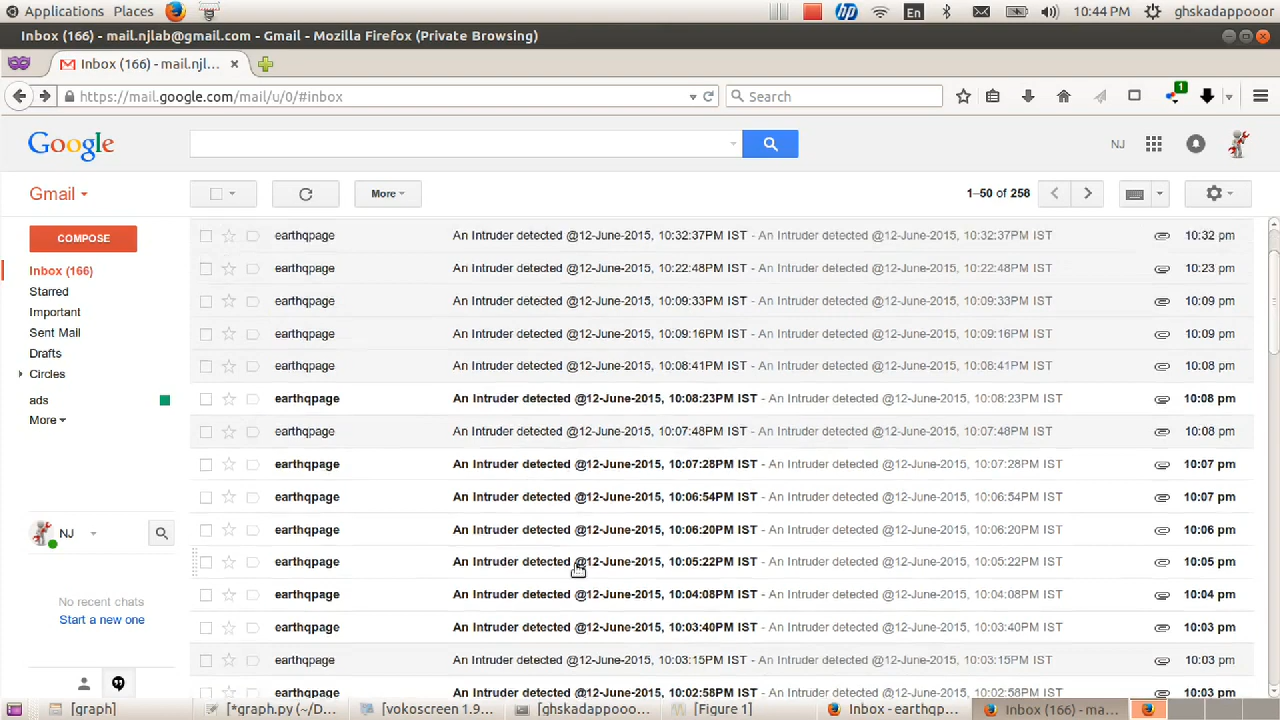 Applications Places En 10:44 PM ghskadappooor
Inbox (166) - mail.njlab@gmail.com - Gmail - Mozilla Firefox (Private Browsing)
Inbox (166) - mail.njl...
https://mail.google.com/mail/u/0/#inbox Search 1
Google NJ
Gmail More 1–50 of 258
COMPOSE
Inbox (166)
Starred
Important
Sent Mail
Drafts
Circles
ads
More
NJ
No recent chats
Start a new one
earthqpage An Intruder detected @12-June-2015, 10:32:37PM IST - An Intruder detected @12-June-2015, 10:32:37PM IST 10:32 pm
earthqpage An Intruder detected @12-June-2015, 10:22:48PM IST - An Intruder detected @12-June-2015, 10:22:48PM IST 10:23 pm
earthqpage An Intruder detected @12-June-2015, 10:09:33PM IST - An Intruder detected @12-June-2015, 10:09:33PM IST 10:09 pm
earthqpage An Intruder detected @12-June-2015, 10:09:16PM IST - An Intruder detected @12-June-2015, 10:09:16PM IST 10:09 pm
earthqpage An Intruder detected @12-June-2015, 10:08:41PM IST - An Intruder detected @12-June-2015, 10:08:41PM IST 10:08 pm
earthqpage An Intruder detected @12-June-2015, 10:08:23PM IST - An Intruder detected @12-June-2015, 10:08:23PM IST 10:08 pm
earthqpage An Intruder detected @12-June-2015, 10:07:48PM IST - An Intruder detected @12-June-2015, 10:07:48PM IST 10:08 pm
earthqpage An Intruder detected @12-June-2015, 10:07:28PM IST - An Intruder detected @12-June-2015, 10:07:28PM IST 10:07 pm
earthqpage An Intruder detected @12-June-2015, 10:06:54PM IST - An Intruder detected @12-June-2015, 10:06:54PM IST 10:07 pm
earthqpage An Intruder detected @12-June-2015, 10:06:20PM IST - An Intruder detected @12-June-2015, 10:06:20PM IST 10:06 pm
earthqpage An Intruder detected @12-June-2015, 10:05:22PM IST - An Intruder detected @12-June-2015, 10:05:22PM IST 10:05 pm
earthqpage An Intruder detected @12-June-2015, 10:04:08PM IST - An Intruder detected @12-June-2015, 10:04:08PM IST 10:04 pm
earthqpage An Intruder detected @12-June-2015, 10:03:40PM IST - An Intruder detected @12-June-2015, 10:03:40PM IST 10:03 pm
earthqpage An Intruder detected @12-June-2015, 10:03:15PM IST - An Intruder detected @12-June-2015, 10:03:15PM IST 10:03 pm
earthqpage An Intruder detected @12-June-2015, 10:02:58PM IST - An Intruder detected @12-June-2015, 10:02:58PM IST 10:03 pm
[graph] [*graph.py (~/D... [vokoscreen 1.9... [ghskadappooo... [Figure 1] Inbox - earthqp... Inbox (166) - ma...